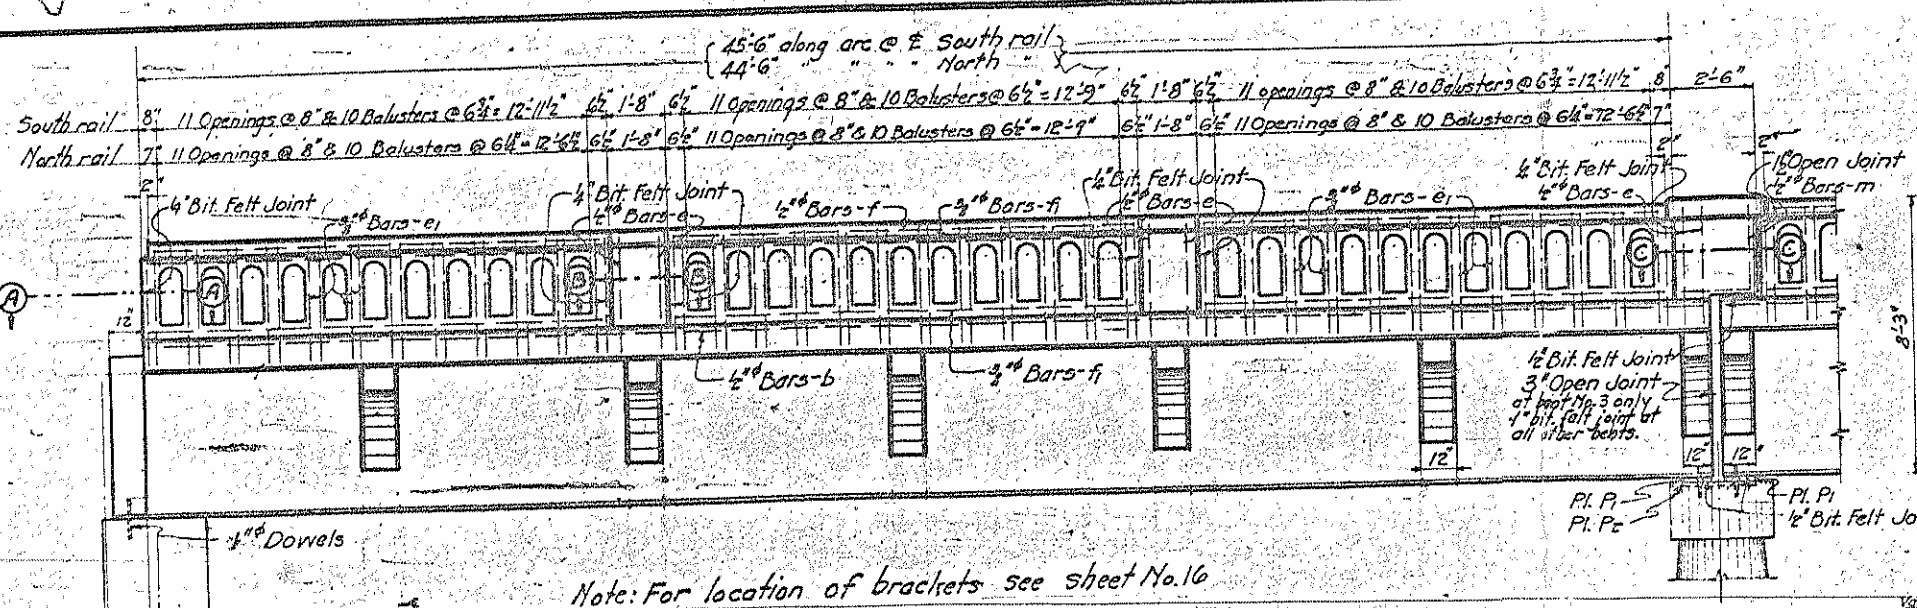 45'-6" along arc @ ℄ South rail
44'-6" " " " North "
South rail 8" 11 Openings @ 8" & 10 Balusters @ 6¾" = 12'-11½" 6½" 1'-8" 6½" 11 Openings @ 8" & 10 Balusters @ 6½" = 12'-9" 6½" 1'-8" 6½" 11 openings @ 8" & 10 Balusters @ 6¾" = 12'-11½" 8" 2'-6"
North rail 7" 11 Openings @ 8" & 10 Balusters @ 6¼" = 12'-6½" 6½" 1'-8" 6½" 11 Openings @ 8" & 10 Balusters @ 6½" = 12'-9" 6½" 1'-8" 6½" 11 Openings @ 8" & 10 Balusters @ 6¼" = 12'-6½" 7"
2" 2"
2"
¼" Bit. Felt Joint
Bars-e₁
¼" Bit. Felt Joint
½"ϕ Bars-e
½"ϕ Bars-f
Bars-f₁
Bit. Felt Joint
½"ϕ Bars-e
Bars-e₁
Bit. Felt Joint
Bars-e
Open Joint
½"ϕ Bars-m
A A B B C C
12"
8'-3"
½"ϕ Bars-b
Bars-f₁
½" Bit. Felt Joint
3" Open Joint
at bent No. 3 only
1" bit. felt joint at
all other bents.
12" 12" 12"
Pl. P₁
Pl. P₂
Pl. P₁
½" Bit. Felt Jo
1"ϕ Dowels
Note: For location of brackets see sheet No. 16